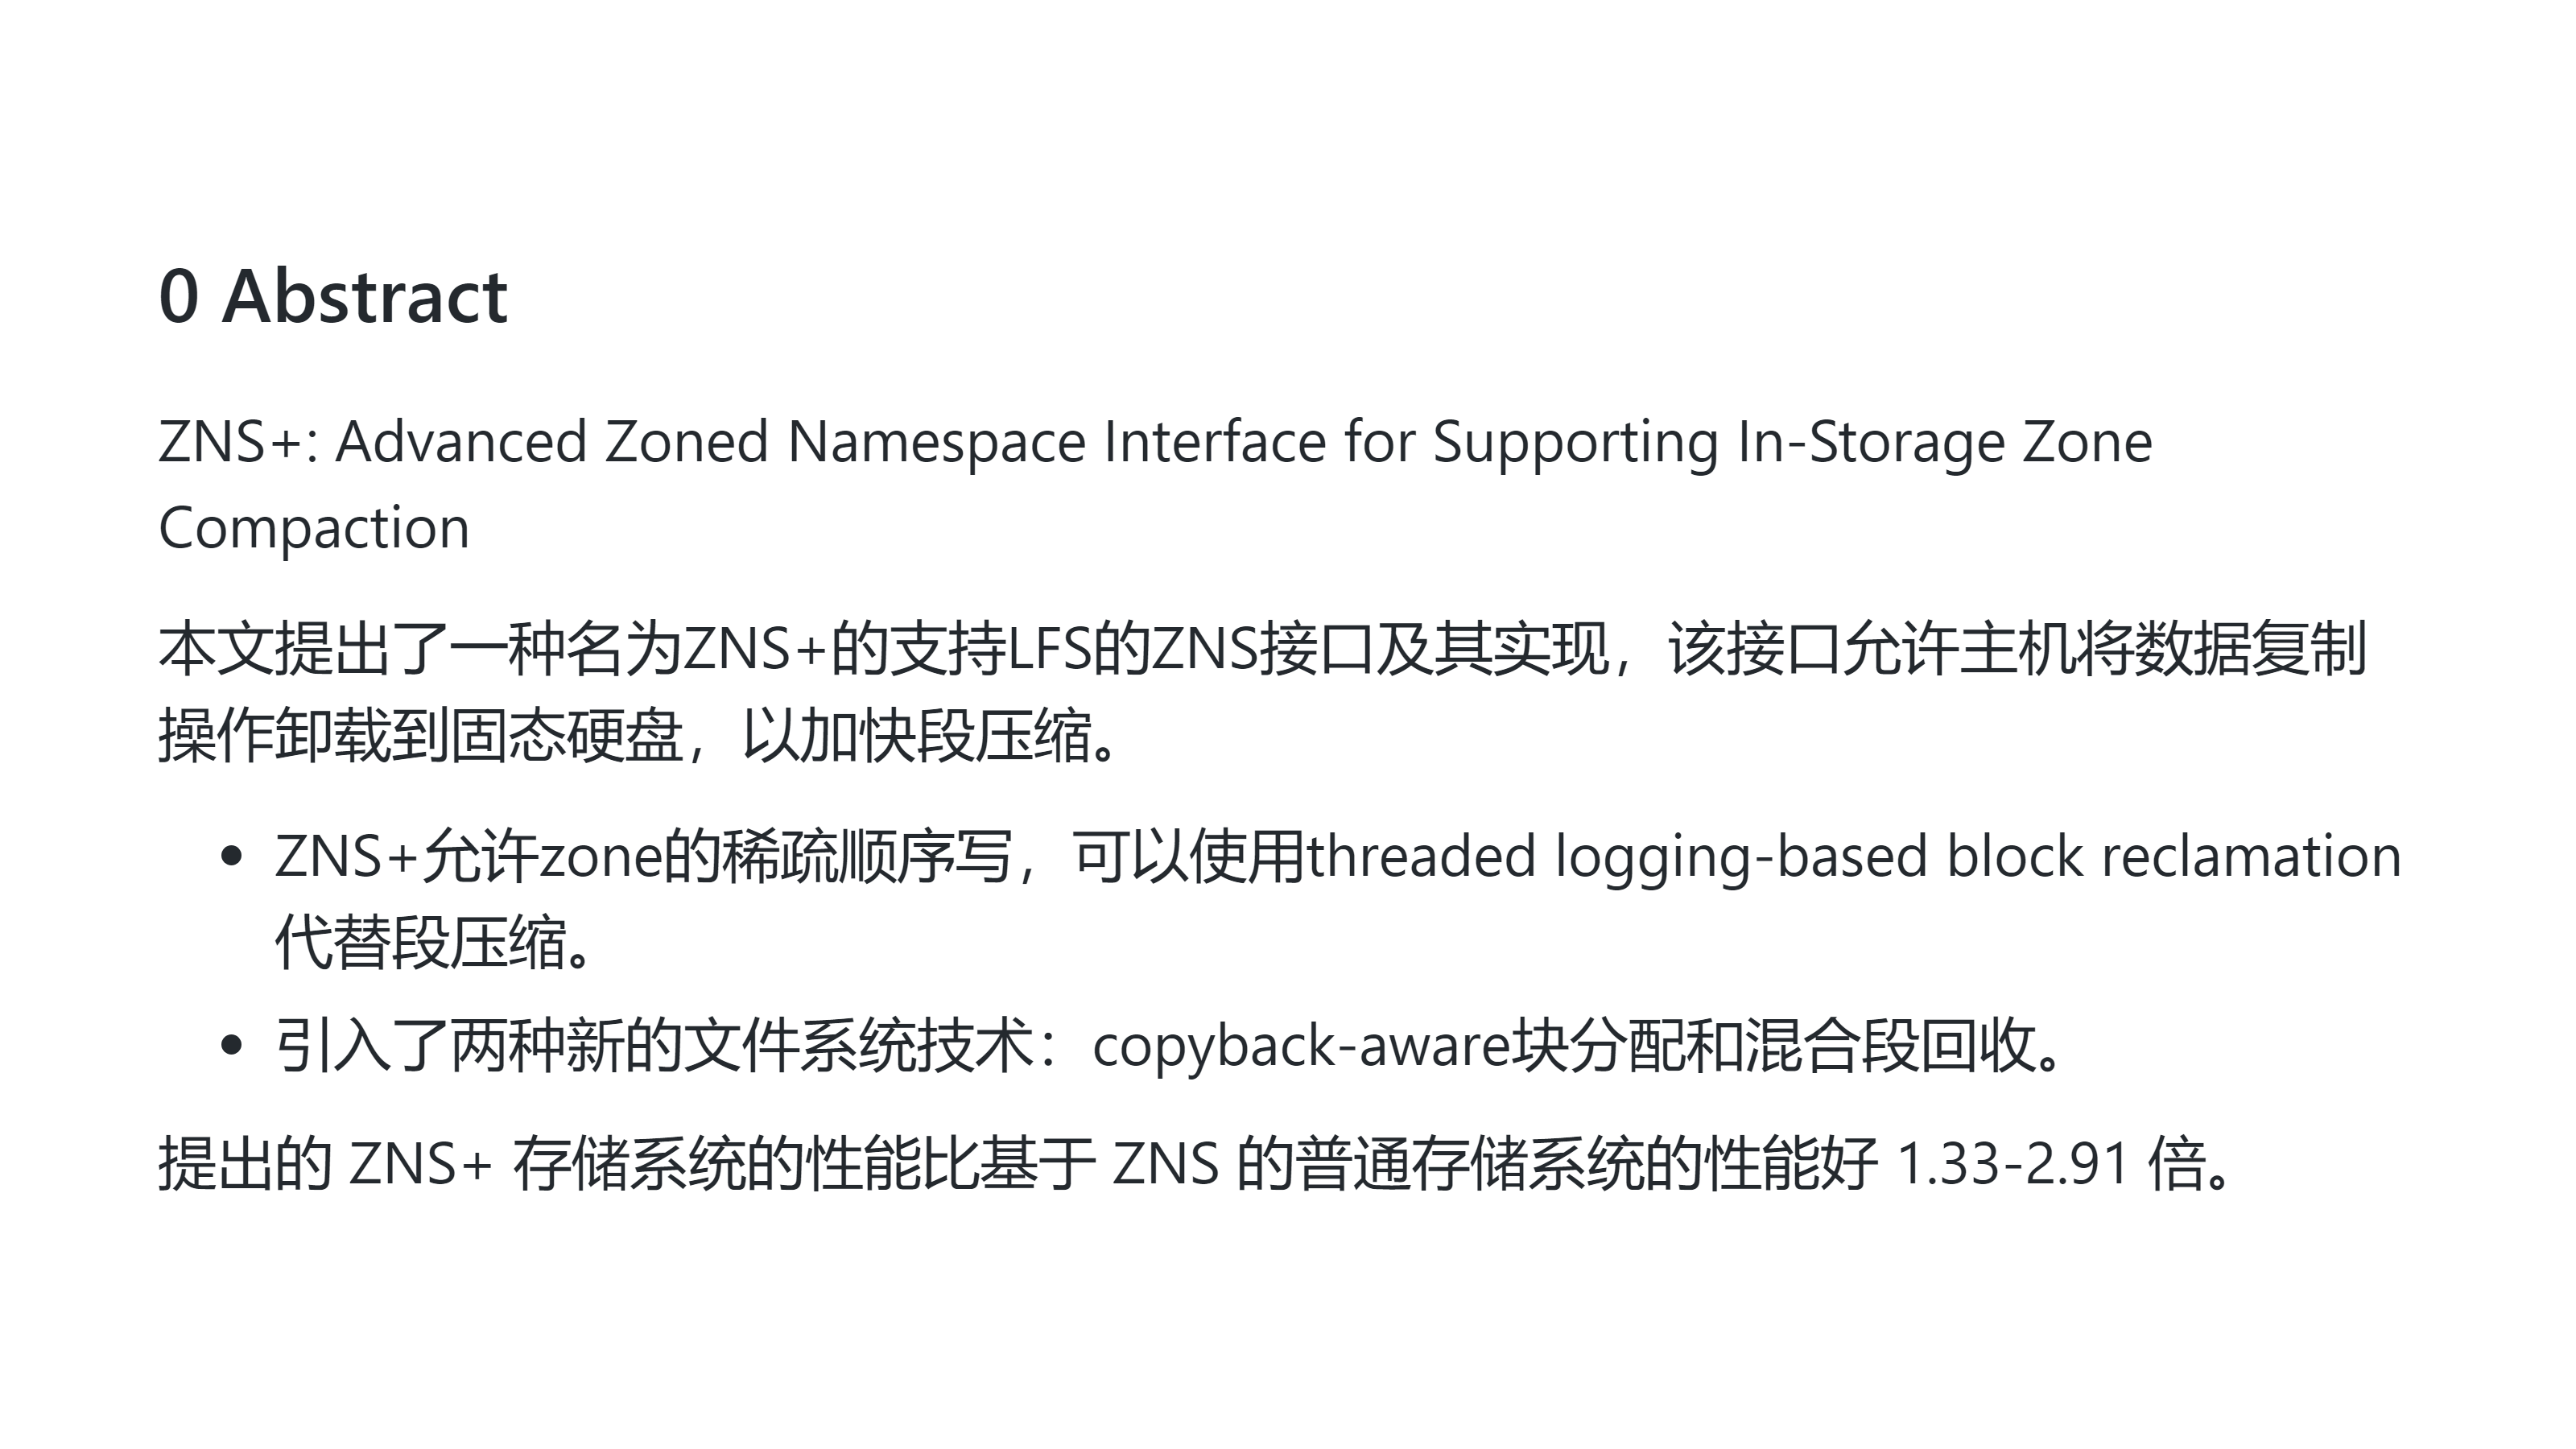 0 Abstract
ZNS+: Advanced Zoned Namespace Interface for Supporting In-Storage Zone
Compaction
本文提出了一种名为ZNS+的支持LFS的ZNS接口及其实现，该接口允许主机将数据复制
操作卸载到固态硬盘，以加快段压缩。
• ZNS+允许zone的稀疏顺序写，可以使用threaded logging-based block reclamation
代替段压缩。
• 引入了两种新的文件系统技术：copyback-aware块分配和混合段回收。
提出的 ZNS+ 存储系统的性能比基于 ZNS 的普通存储系统的性能好 1.33-2.91 倍。